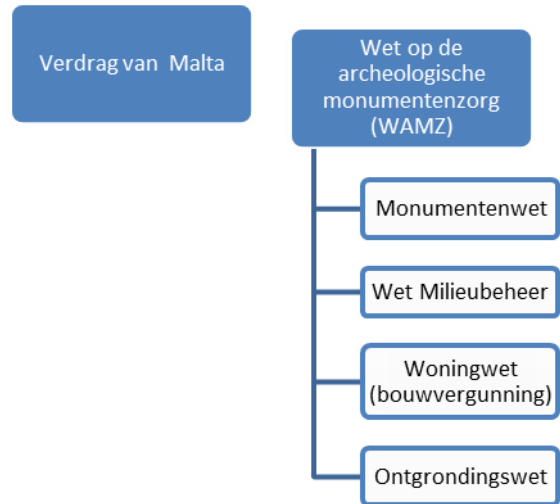 Verdrag van Malta
Wet op de
archeologische
monumentenzorg
(WAMZ)
Monumentenwet
Wet Milieubeheer
Woningwet
(bouwvergunning)
Ontgrondingswet